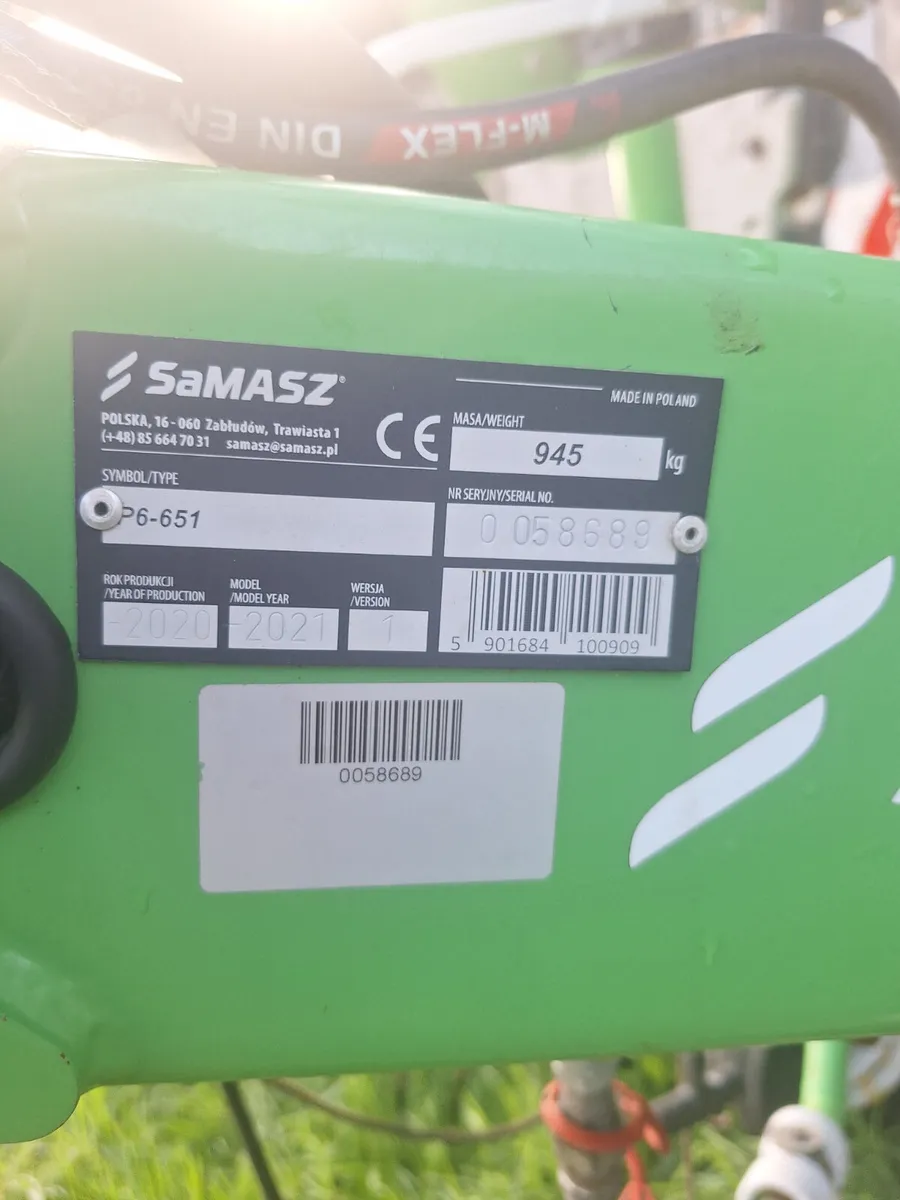 DIN EN
M-FLEX
SaMASZ®
MADE IN POLAND
POLSKA, 16-060 Zabłudów, Trawiasta 1
(+48) 85 664 70 31 samasz@samasz.pl
CE
MASA/WEIGHT
945 kg
SYMBOL/TYPE
P6-651
NR SERYJNY/SERIAL NO.
0 058689
ROK PRODUKCJI
/YEAR OF PRODUCTION
-2020-
MODEL
/MODEL YEAR
-2021-
WERSJA
/VERSION
1
5 901684 100909
0058689